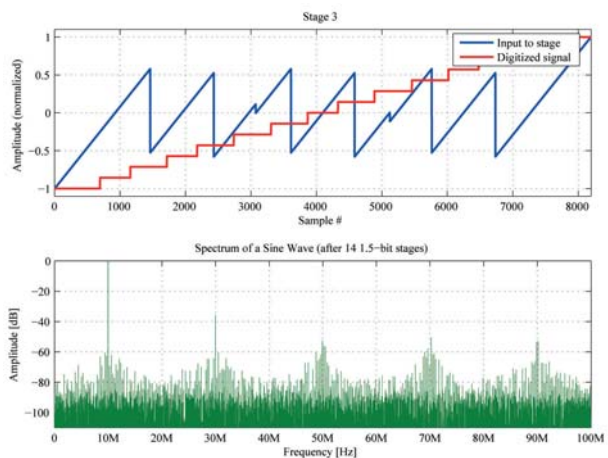 Stage 3
Input to stage
Digitized signal
1
0.5
0
−0.5
−1
Amplitude (normalized)
0 1000 2000 3000 4000 5000 6000 7000 8000
Sample #
Spectrum of a Sine Wave (after 14 1.5−bit stages)
0
−20
−40
−60
−80
−100
Amplitude [dB]
0 10M 20M 30M 40M 50M 60M 70M 80M 90M 100M
Frequency [Hz]